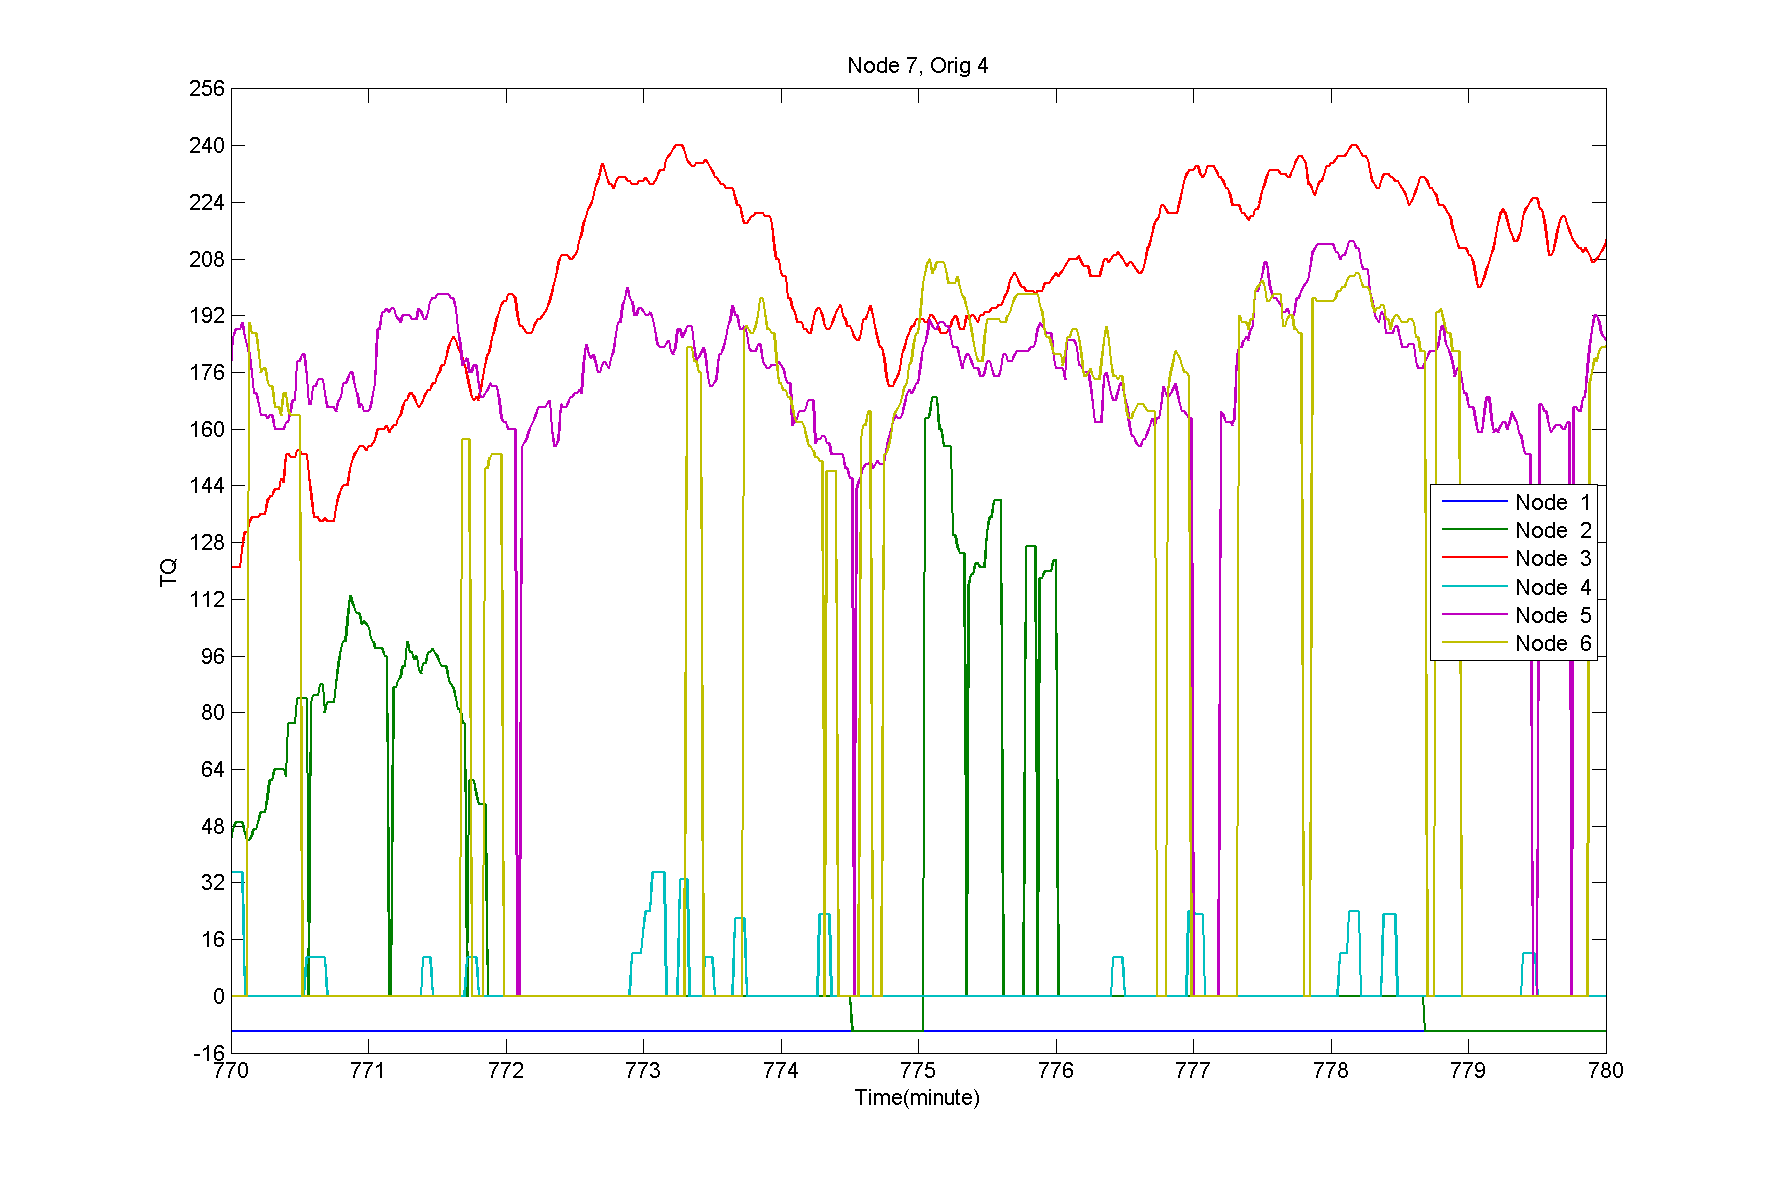 Node 7, Orig 4
256
240
224
208
192
176
160
144
128
112
96
80
64
48
32
16
0
-16
TQ
Node 1
Node 2
Node 3
Node 4
Node 5
Node 6
770 771 772 773 774 775 776 777 778 779 780
Time(minute)